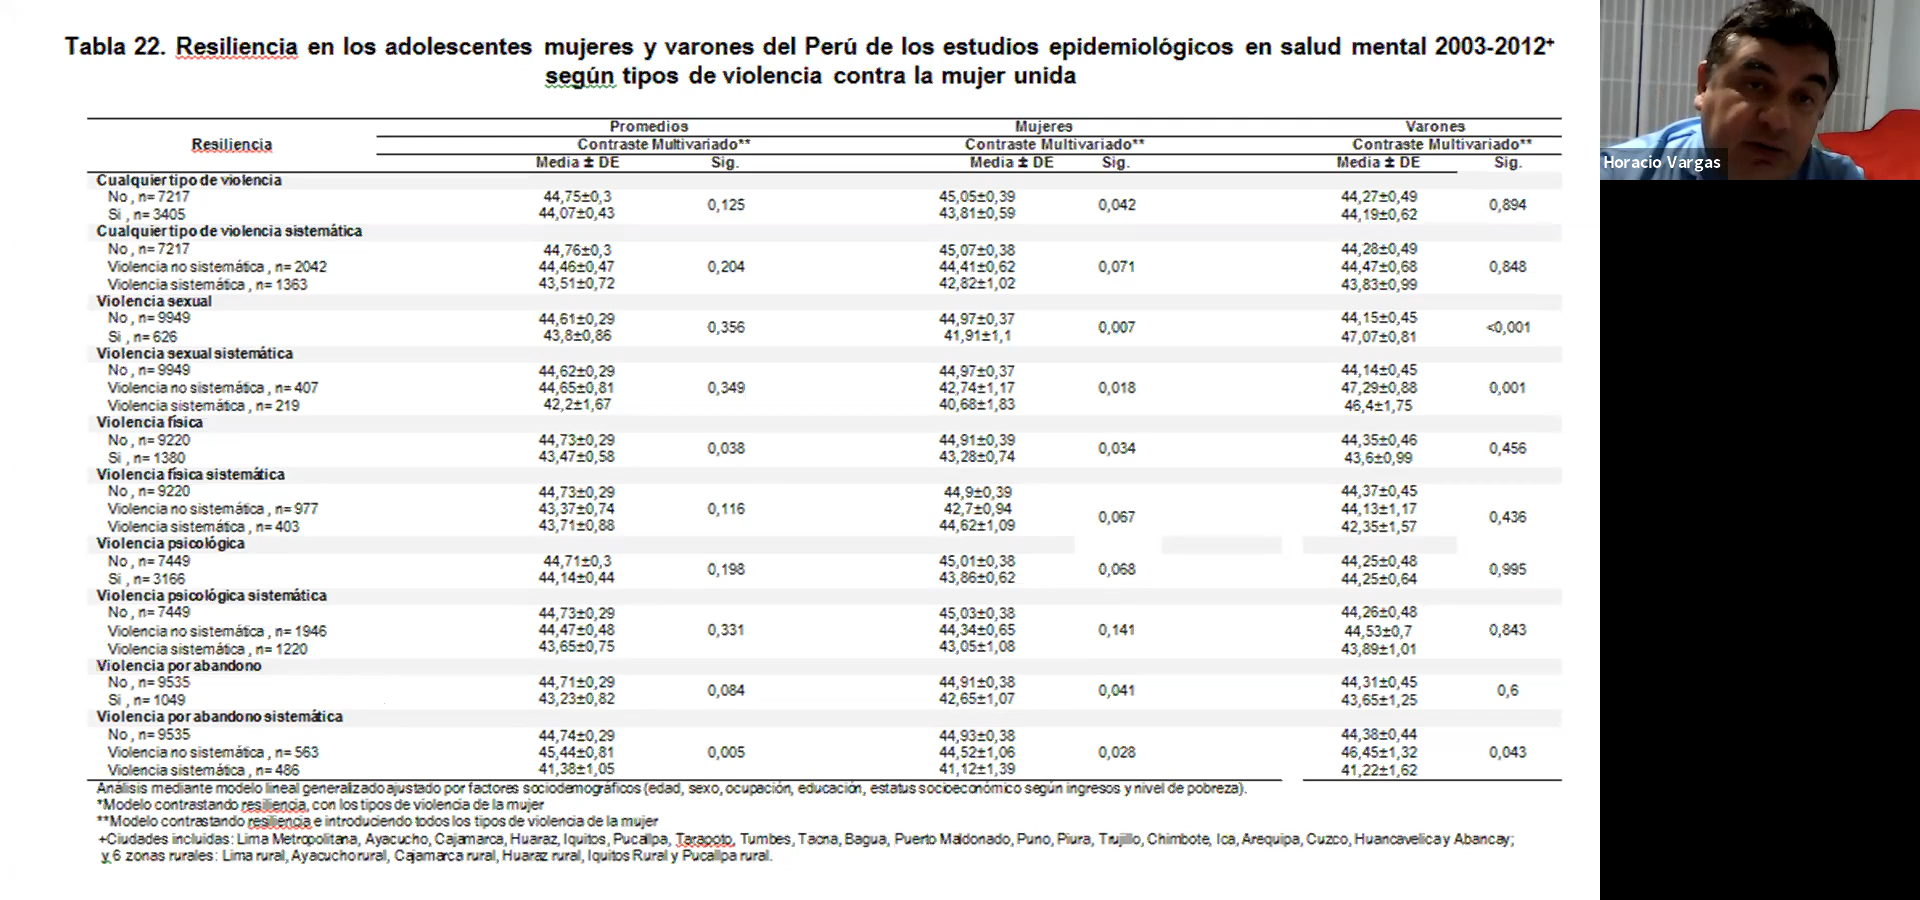 Tabla 22. Resiliencia en los adolescentes mujeres y varones del Perú de los estudios epidemiológicos en salud mental 2003-2012⁺
según tipos de violencia contra la mujer unida
Horacio Vargas
Promedios Mujeres Varones
Resiliencia Contraste Multivariado** Contraste Multivariado** Contraste Multivariado**
Media ± DE Sig. Media ± DE Sig. Media ± DE Sig.
Cualquier tipo de violencia
No , n= 7217 44,75±0,3 0,125 45,05±0,39 0,042 44,27±0,49 0,894
Si , n= 3405 44,07±0,43 43,81±0,59 44,19±0,62
Cualquier tipo de violencia sistemática
No , n= 7217 44,76±0,3 45,07±0,38 44,28±0,49
Violencia no sistemática , n= 2042 44,46±0,47 0,204 44,41±0,62 0,071 44,47±0,68 0,848
Violencia sistemática , n= 1363 43,51±0,72 42,82±1,02 43,83±0,99
Violencia sexual
No , n= 9949 44,61±0,29 0,356 44,97±0,37 0,007 44,15±0,45 <0,001
Si , n= 626 43,8±0,86 41,91±1,1 47,07±0,81
Violencia sexual sistemática
No , n= 9949 44,62±0,29 44,97±0,37 44,14±0,45
Violencia no sistemática , n= 407 44,65±0,81 0,349 42,74±1,17 0,018 47,29±0,88 0,001
Violencia sistemática , n= 219 42,2±1,67 40,68±1,83 46,4±1,75
Violencia física
No , n= 9220 44,73±0,29 0,038 44,91±0,39 0,034 44,35±0,46 0,456
Si , n= 1380 43,47±0,58 43,28±0,74 43,6±0,99
Violencia física sistemática
No , n= 9220 44,73±0,29 44,9±0,39 44,37±0,45
Violencia no sistemática , n= 977 43,37±0,74 0,116 42,7±0,94 0,067 44,13±1,17 0,436
Violencia sistemática , n= 403 43,71±0,88 44,62±1,09 42,35±1,57
Violencia psicológica
No , n= 7449 44,71±0,3 0,198 45,01±0,38 0,068 44,25±0,48 0,995
Si , n= 3166 44,14±0,44 43,86±0,62 44,25±0,64
Violencia psicológica sistemática
No , n= 7449 44,73±0,29 45,03±0,38 44,26±0,48
Violencia no sistemática , n= 1946 44,47±0,48 0,331 44,34±0,65 0,141 44,53±0,7 0,843
Violencia sistemática , n= 1220 43,65±0,75 43,05±1,08 43,89±1,01
Violencia por abandono
No , n= 9535 44,71±0,29 0,084 44,91±0,38 0,041 44,31±0,45 0,6
Si , n= 1049 43,23±0,82 42,65±1,07 43,65±1,25
Violencia por abandono sistemática
No , n= 9535 44,74±0,29 44,93±0,38 44,38±0,44
Violencia no sistemática , n= 563 45,44±0,81 0,005 44,52±1,06 0,028 46,45±1,32 0,043
Violencia sistemática , n= 486 41,38±1,05 41,12±1,39 41,22±1,62
Análisis mediante modelo lineal generalizado ajustado por factores sociodemográficos (edad, sexo, ocupación, educación, estatus socioeconómico según ingresos y nivel de pobreza).
*Modelo contrastando resiliencia, con los tipos de violencia de la mujer
**Modelo contrastando resiliencia e introduciendo todos los tipos de violencia de la mujer
+Ciudades incluidas: Lima Metropolitana, Ayacucho, Cajamarca, Huaraz, Iquitos, Pucallpa, Tarapoto, Tumbes, Tacna, Bagua, Puerto Maldonado, Puno, Piura, Trujillo, Chimbote, Ica, Arequipa, Cuzco, Huancavelica y Abancay;
y 6 zonas rurales: Lima rural, Ayacucho rural, Cajamarca rural, Huaraz rural, Iquitos Rural y Pucallpa rural.